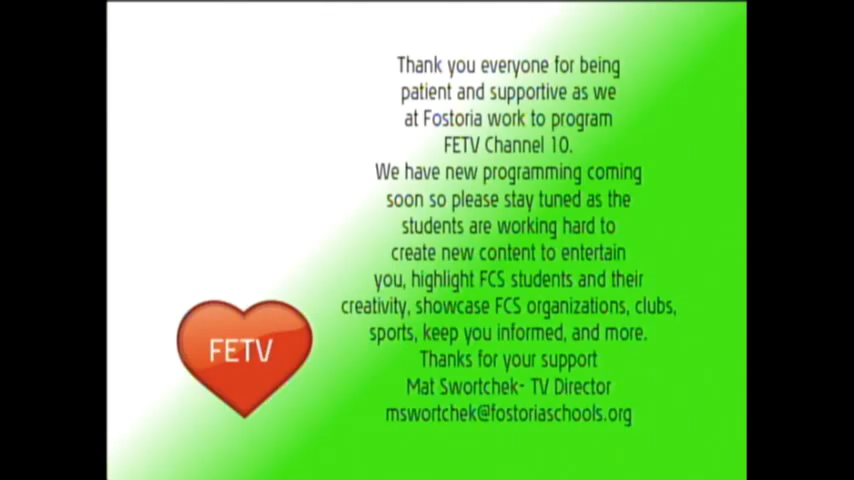 Thank you everyone for being
patient and supportive as we
at Fostoria work to program
FETV Channel 10.
We have new programming coming
soon so please stay tuned as the
students are working hard to
create new content to entertain
you, highlight FCS students and their
creativity, showcase FCS organizations, clubs,
sports, keep you informed, and more.
Thanks for your support
Mat Swortchek- TV Director
mswortchek@fostoriaschools.org
FETV